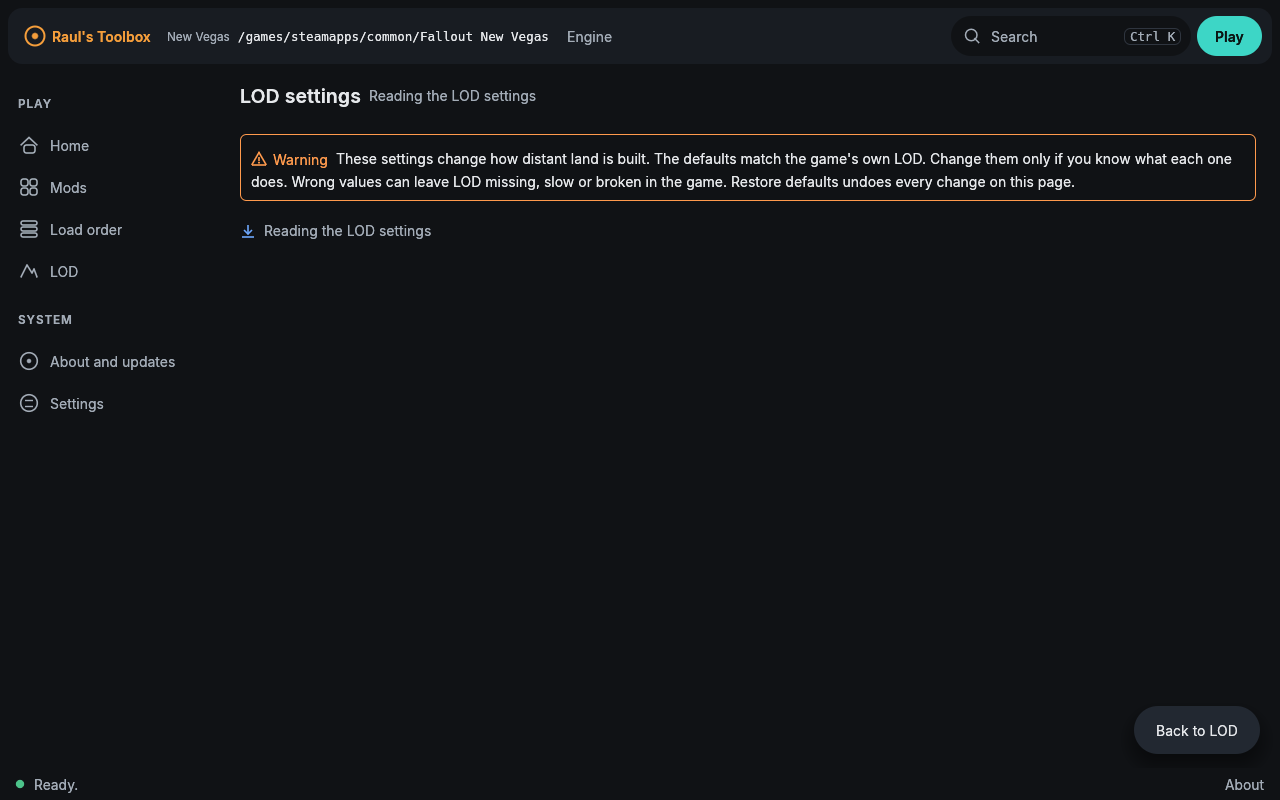 Raul's Toolbox New Vegas /games/steamapps/common/Fallout New Vegas Engine Search Ctrl K Play
PLAY
Home
Mods
Load order
LOD
SYSTEM
About and updates
Settings
LOD settings Reading the LOD settings
Warning These settings change how distant land is built. The defaults match the game's own LOD. Change them only if you know what each one
does. Wrong values can leave LOD missing, slow or broken in the game. Restore defaults undoes every change on this page.
Reading the LOD settings
Back to LOD
Ready. About